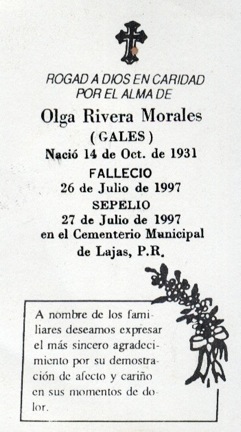 ROGAD A DIOS EN CARIDAD
POR EL ALMA DE
Olga Rivera Morales
(GALES)
Nació 14 de Oct. de 1931
FALLECIO
26 de Julio de 1997
SEPELIO
27 de Julio de 1997
en el Cementerio Municipal
de Lajas, P.R.
A nombre de los fami-
liares deseamos expresar
el más sincero agradeci-
miento por su demostra-
ción de afecto y cariño
en sus momentos de do-
lor.